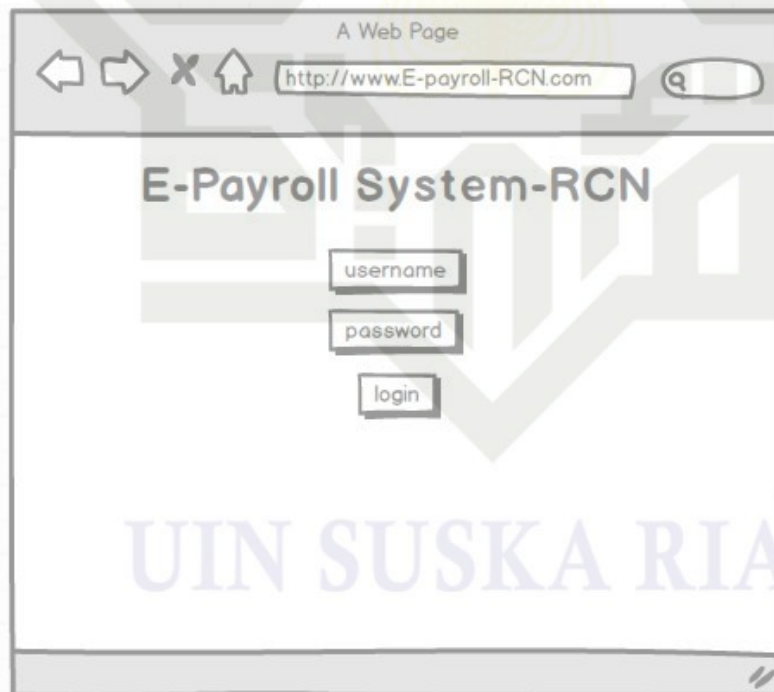 A Web Page
http://www.E-payroll-RCN.com
E-Payroll System-RCN
username
password
login
UIN SUSKA RIA